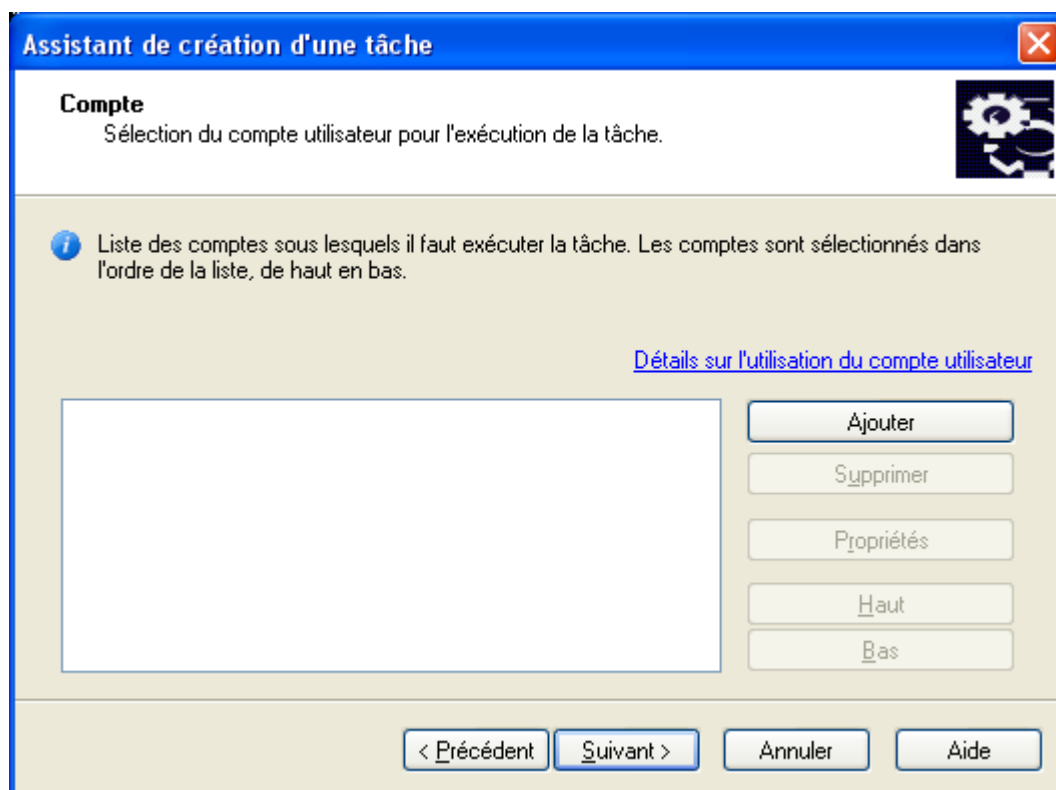 Assistant de création d'une tâche
Compte
Sélection du compte utilisateur pour l'exécution de la tâche.
Liste des comptes sous lesquels il faut exécuter la tâche. Les comptes sont sélectionnés dans
l'ordre de la liste, de haut en bas.
Détails sur l'utilisation du compte utilisateur
Ajouter
Supprimer
Propriétés
Haut
Bas
< Précédent Suivant > Annuler Aide